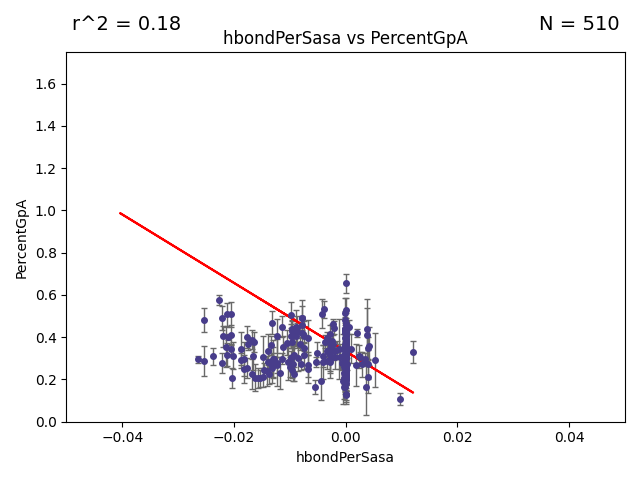 r^2 = 0.18
N = 510
hbondPerSasa vs PercentGpA
1.6
1.4
1.2
1.0
0.8
0.6
0.4
0.2
0.0
PercentGpA
−0.04
−0.02
0.00
0.02
0.04
hbondPerSasa